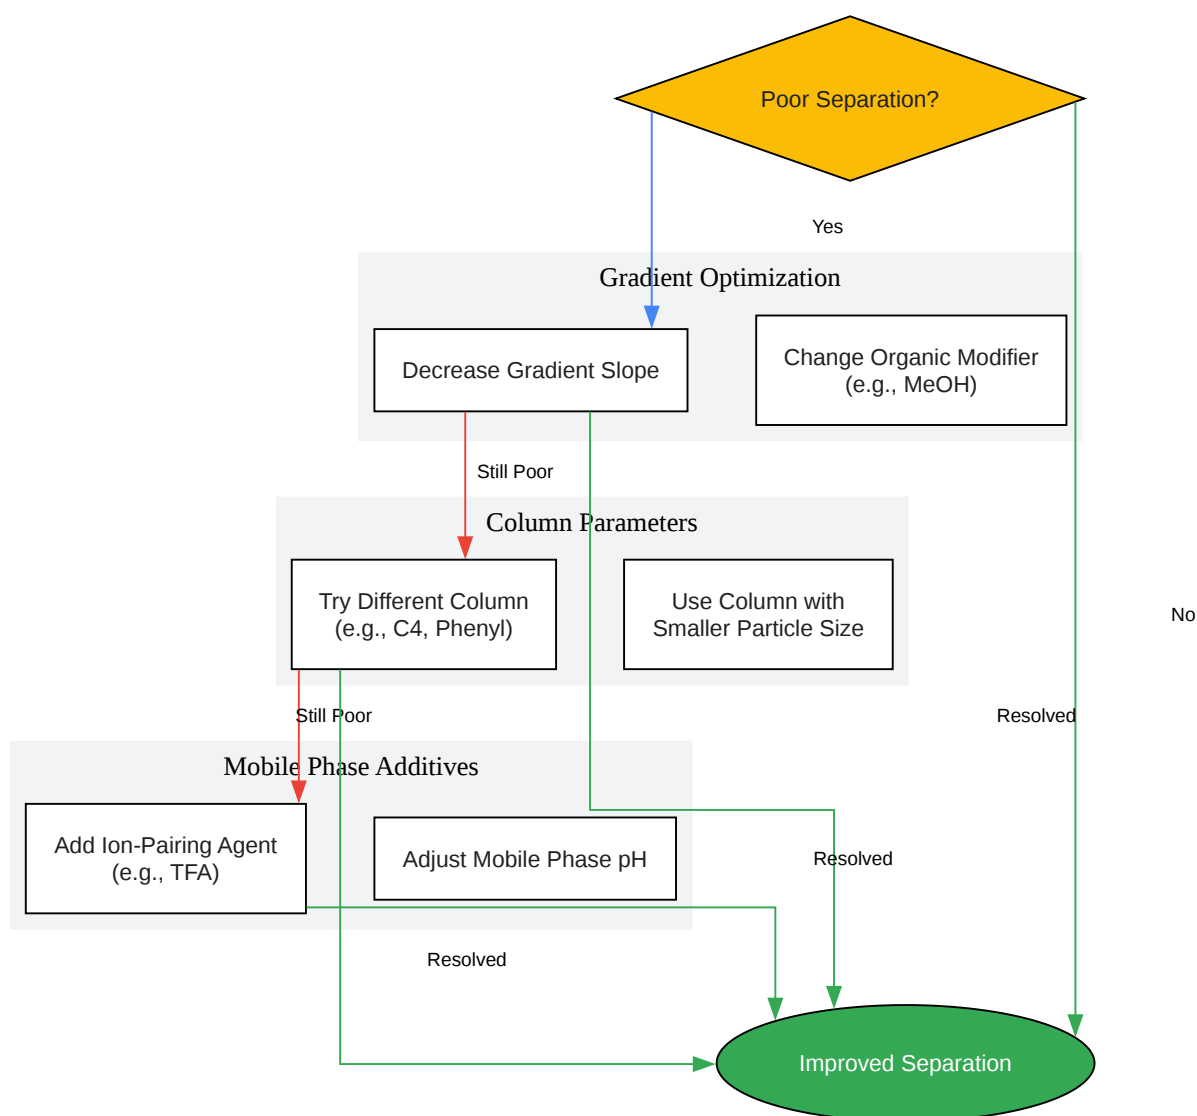 Poor Separation?
Yes
Gradient Optimization
Decrease Gradient Slope
Change Organic Modifier
(e.g., MeOH)
Still Poor
Column Parameters
Try Different Column
(e.g., C4, Phenyl)
Use Column with
Smaller Particle Size
No
Still Poor
Resolved
Mobile Phase Additives
Add Ion-Pairing Agent
(e.g., TFA)
Adjust Mobile Phase pH
Resolved
Resolved
Improved Separation